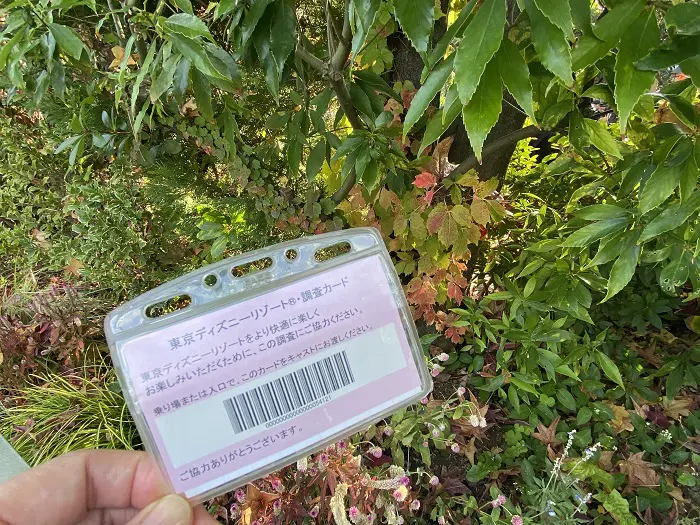 東京ディズニーリゾート®・調査カード
東京ディズニーリゾートをより快適に楽しく
お楽しみいただくために、この調査にご協力ください。
乗り場または入口で、このカードをキャストにお渡しください。
ご協力ありがとうございます。